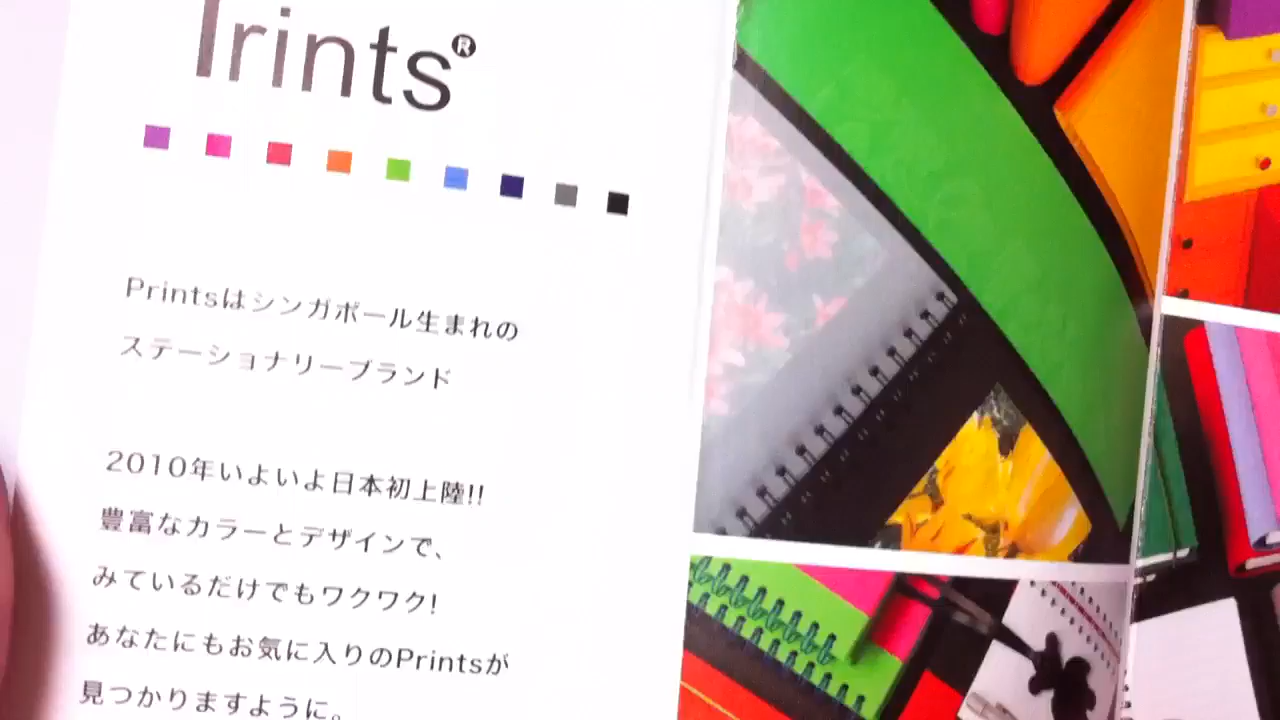 Prints®
Printsはシンガポール生まれの
ステーショナリーブランド
2010年いよいよ日本初上陸!!
豊富なカラーとデザインで、
みているだけでもワクワク!
あなたにもお気に入りのPrintsが
見つかりますように。